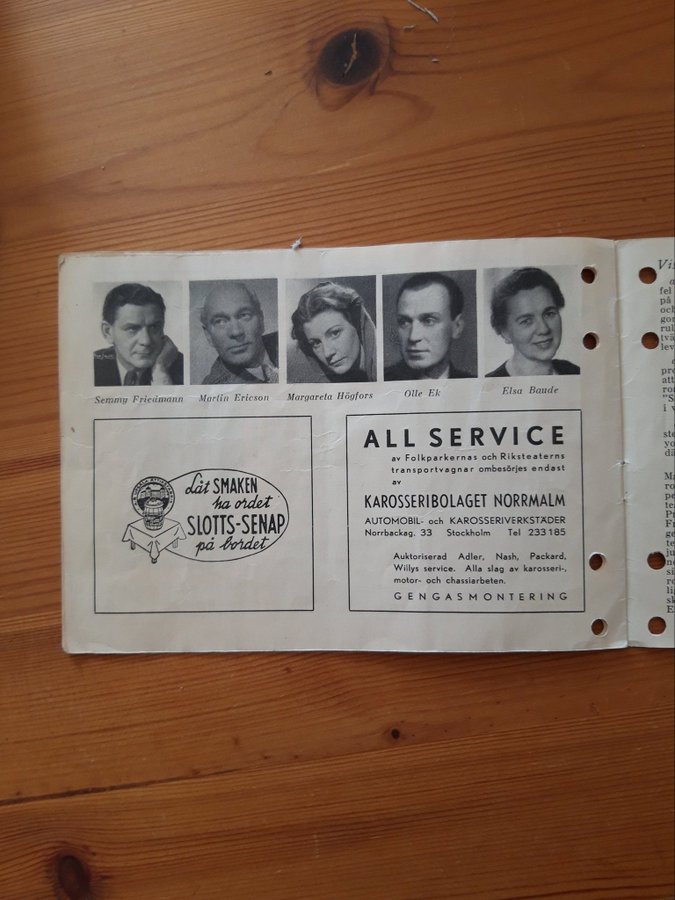 Semmy Friedmann
Martin Ericson
Margareta Högfors
Olle Ek
Elsa Baude
Låt SMAKEN
ha ordet
SLOTTS-SENAP
på bordet
ALL SERVICE
av Folkparkernas och Riksteaterns
transportvagnar ombesörjes endast
av
KAROSSERIBOLAGET NORRMALM
AUTOMOBIL- och KAROSSERIVERKSTÄDER
Norrbackag. 33 Stockholm Tel 233185
Auktoriserad Adler, Nash, Packard,
Willys service. Alla slag av karosseri-,
motor- och chassiarbeten.
GENGASMONTERING